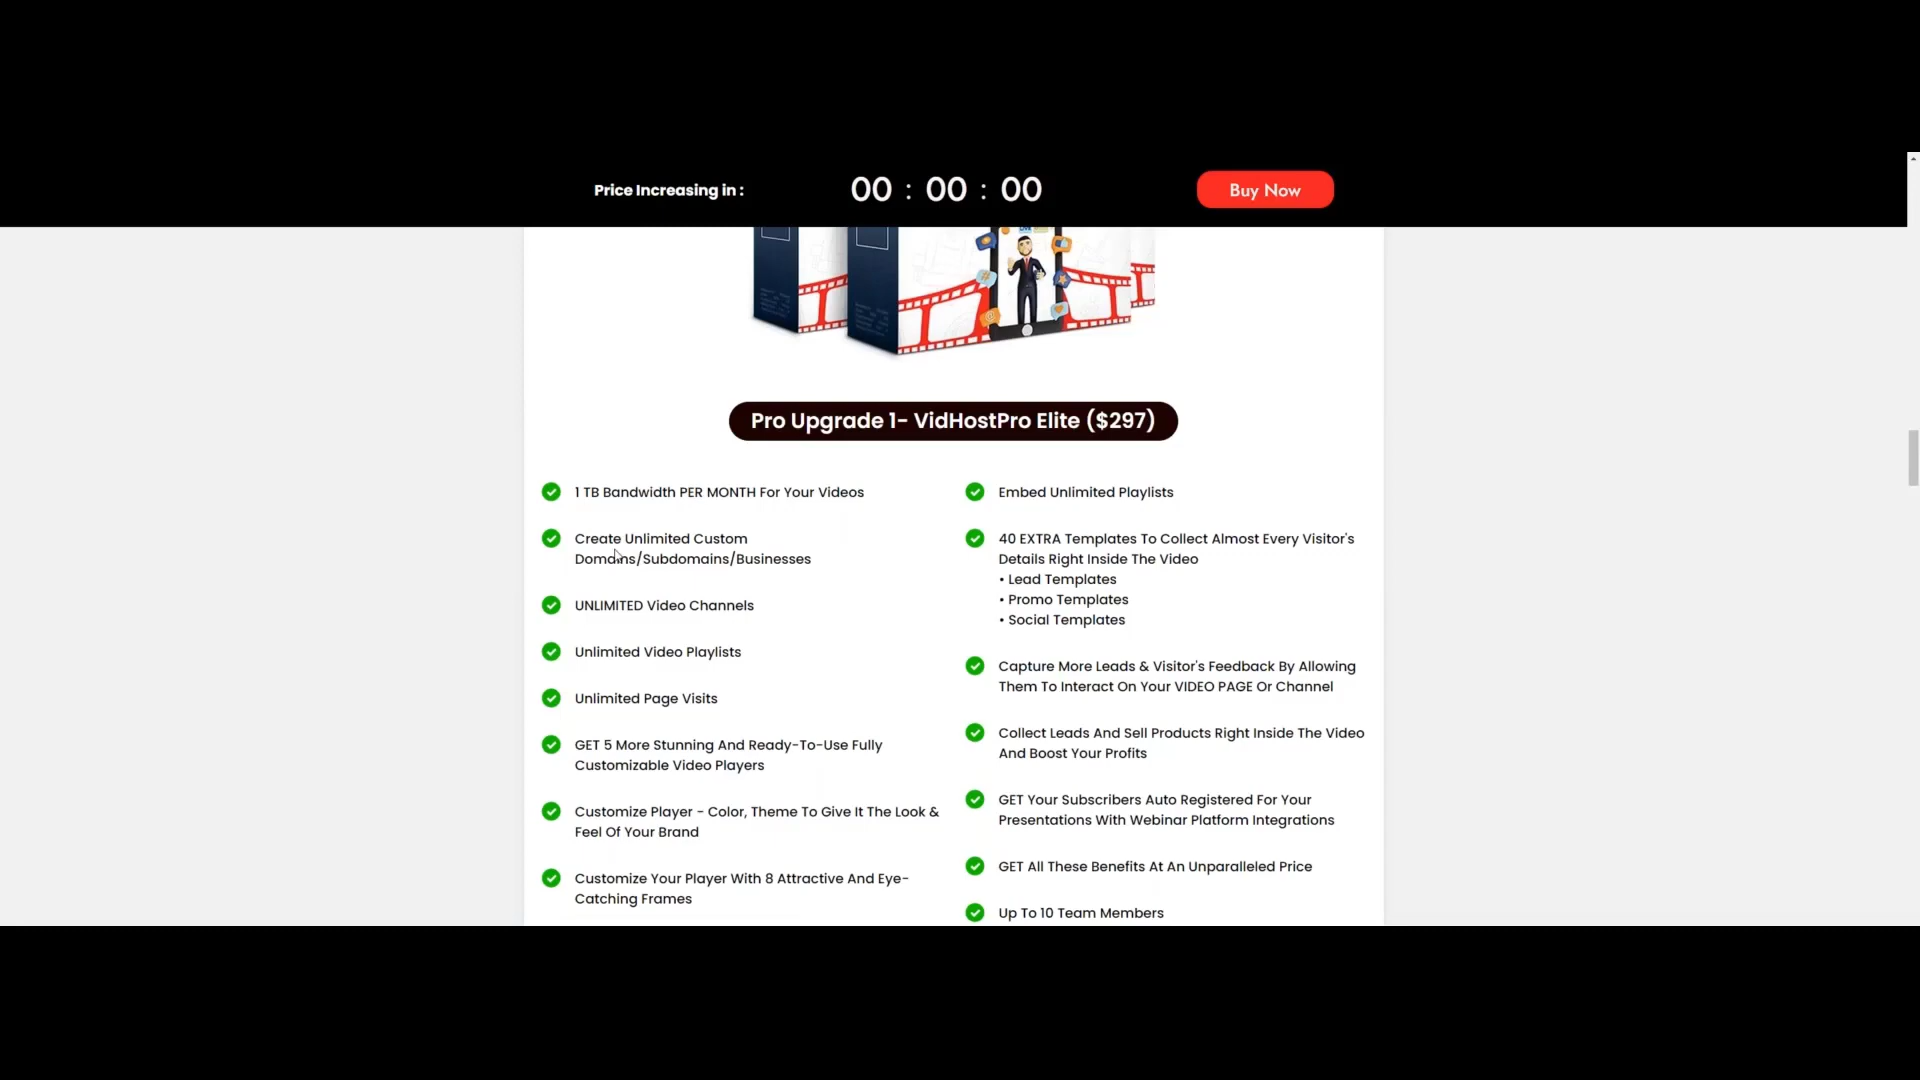 Price Increasing in :
00 : 00 : 00
Buy Now
Pro Upgrade 1- VidHostPro Elite ($297)
1 TB Bandwidth PER MONTH For Your Videos
Create Unlimited Custom
Domains/Subdomains/Businesses
UNLIMITED Video Channels
Unlimited Video Playlists
Unlimited Page Visits
GET 5 More Stunning And Ready-To-Use Fully
Customizable Video Players
Customize Player - Color, Theme To Give It The Look &
Feel Of Your Brand
Customize Your Player With 8 Attractive And Eye-
Catching Frames
Embed Unlimited Playlists
40 EXTRA Templates To Collect Almost Every Visitor's
Details Right Inside The Video
• Lead Templates
• Promo Templates
• Social Templates
Capture More Leads & Visitor's Feedback By Allowing
Them To Interact On Your VIDEO PAGE Or Channel
Collect Leads And Sell Products Right Inside The Video
And Boost Your Profits
GET Your Subscribers Auto Registered For Your
Presentations With Webinar Platform Integrations
GET All These Benefits At An Unparalleled Price
Up To 10 Team Members